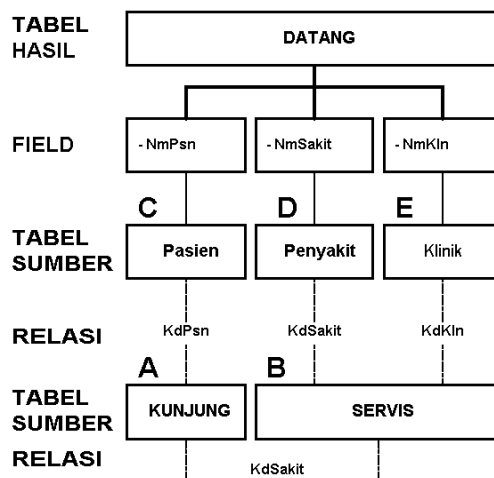 TABEL
HASIL
DATANG
FIELD
- NmPsn
- NmSakit
- NmKln
C
D
E
TABEL
SUMBER
Pasien
Penyakit
Klinik
RELASI
KdPsn
KdSakit
KdKln
A
B
TABEL
SUMBER
KUNJUNG
SERVIS
RELASI
KdSakit